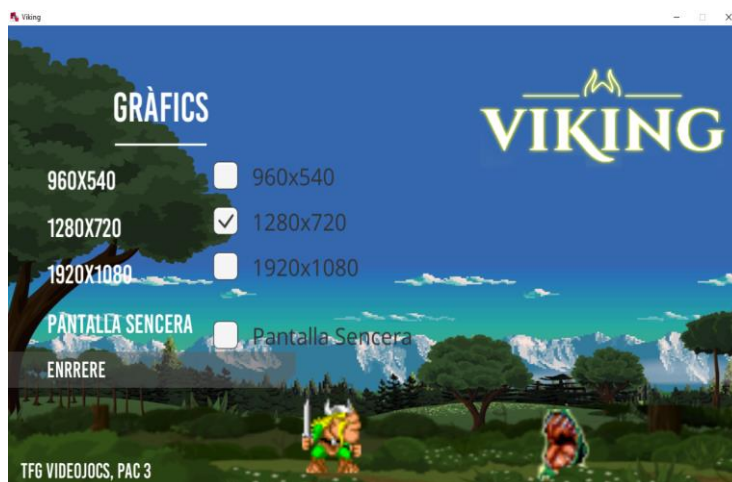 Viking
GRÀFICS
VIKING
960X540
960x540
1280X720
1280x720
1920X1080
1920x1080
PANTALLA SENCERA
Pantalla Sencera
ENRRERE
TFG VIDEOJOCS, PAC 3